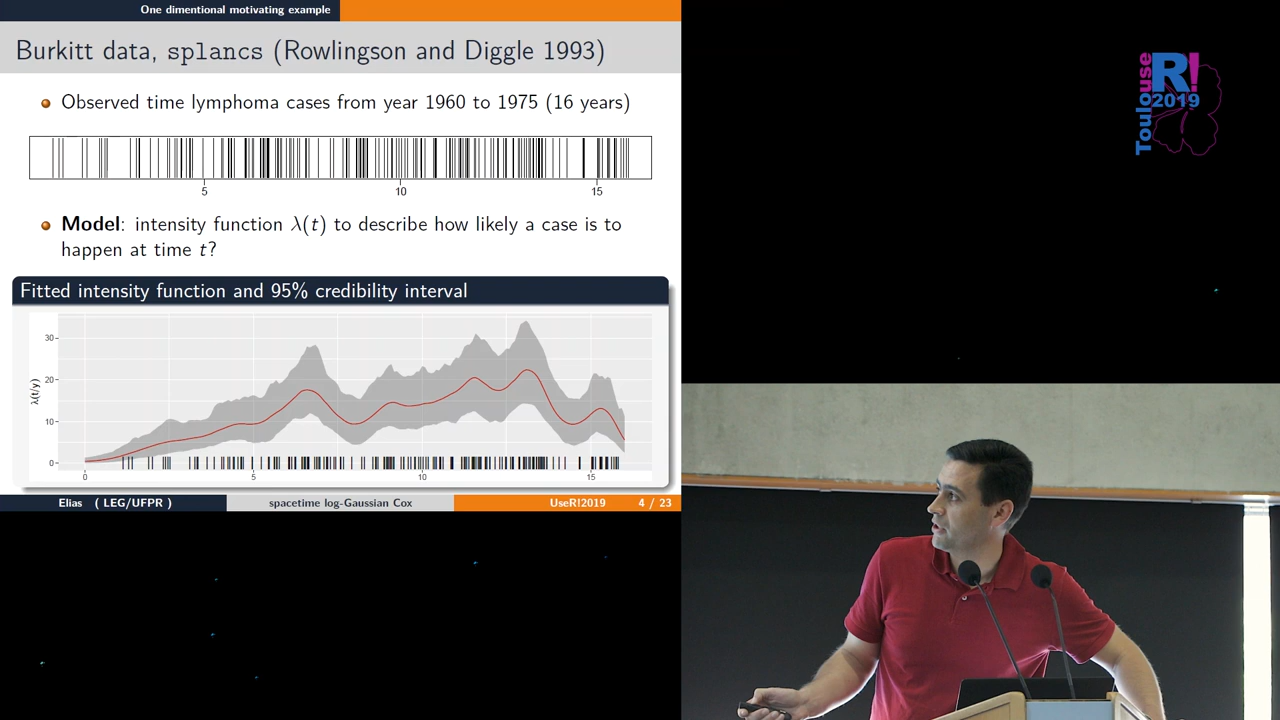 One dimentional motivating example
Burkitt data, splancs (Rowlingson and Diggle 1993)
Observed time lymphoma cases from year 1960 to 1975 (16 years)
5 10 15
Model: intensity function λ(t) to describe how likely a case is to
happen at time t?
Fitted intensity function and 95% credibility interval
λ(t/y)
30
20
10
0
0 5 10 15
Elias ( LEG/UFPR ) spacetime log-Gaussian Cox UseR!2019 4 / 23
Toulouse
R!
2019